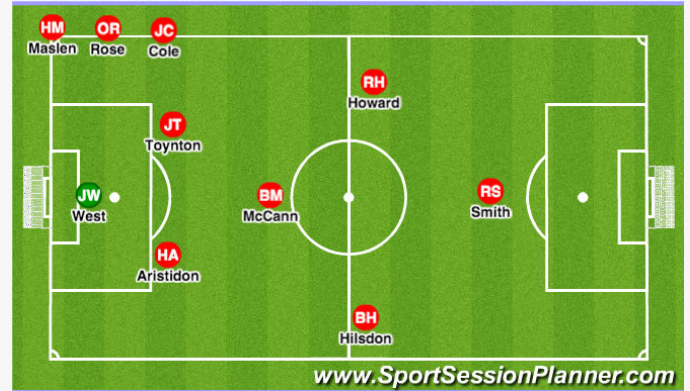 HM OR JC
Maslen Rose Cole
RH
Howard
JT
Toynton
JW
West
BM
McCann
RS
Smith
HA
Aristidon
BH
Hilsdon
www.SportSessionPlanner.com